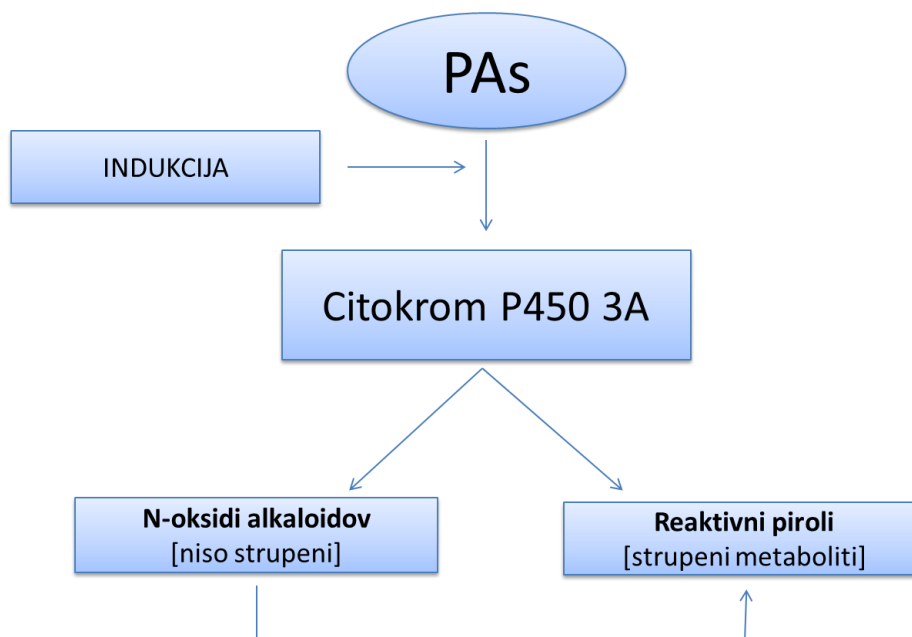 PAs
INDUKCIJA
Citokrom P450 3A
N-oksidi alkaloidov
[niso strupeni]
Reaktivni piroli
[strupeni metaboliti]